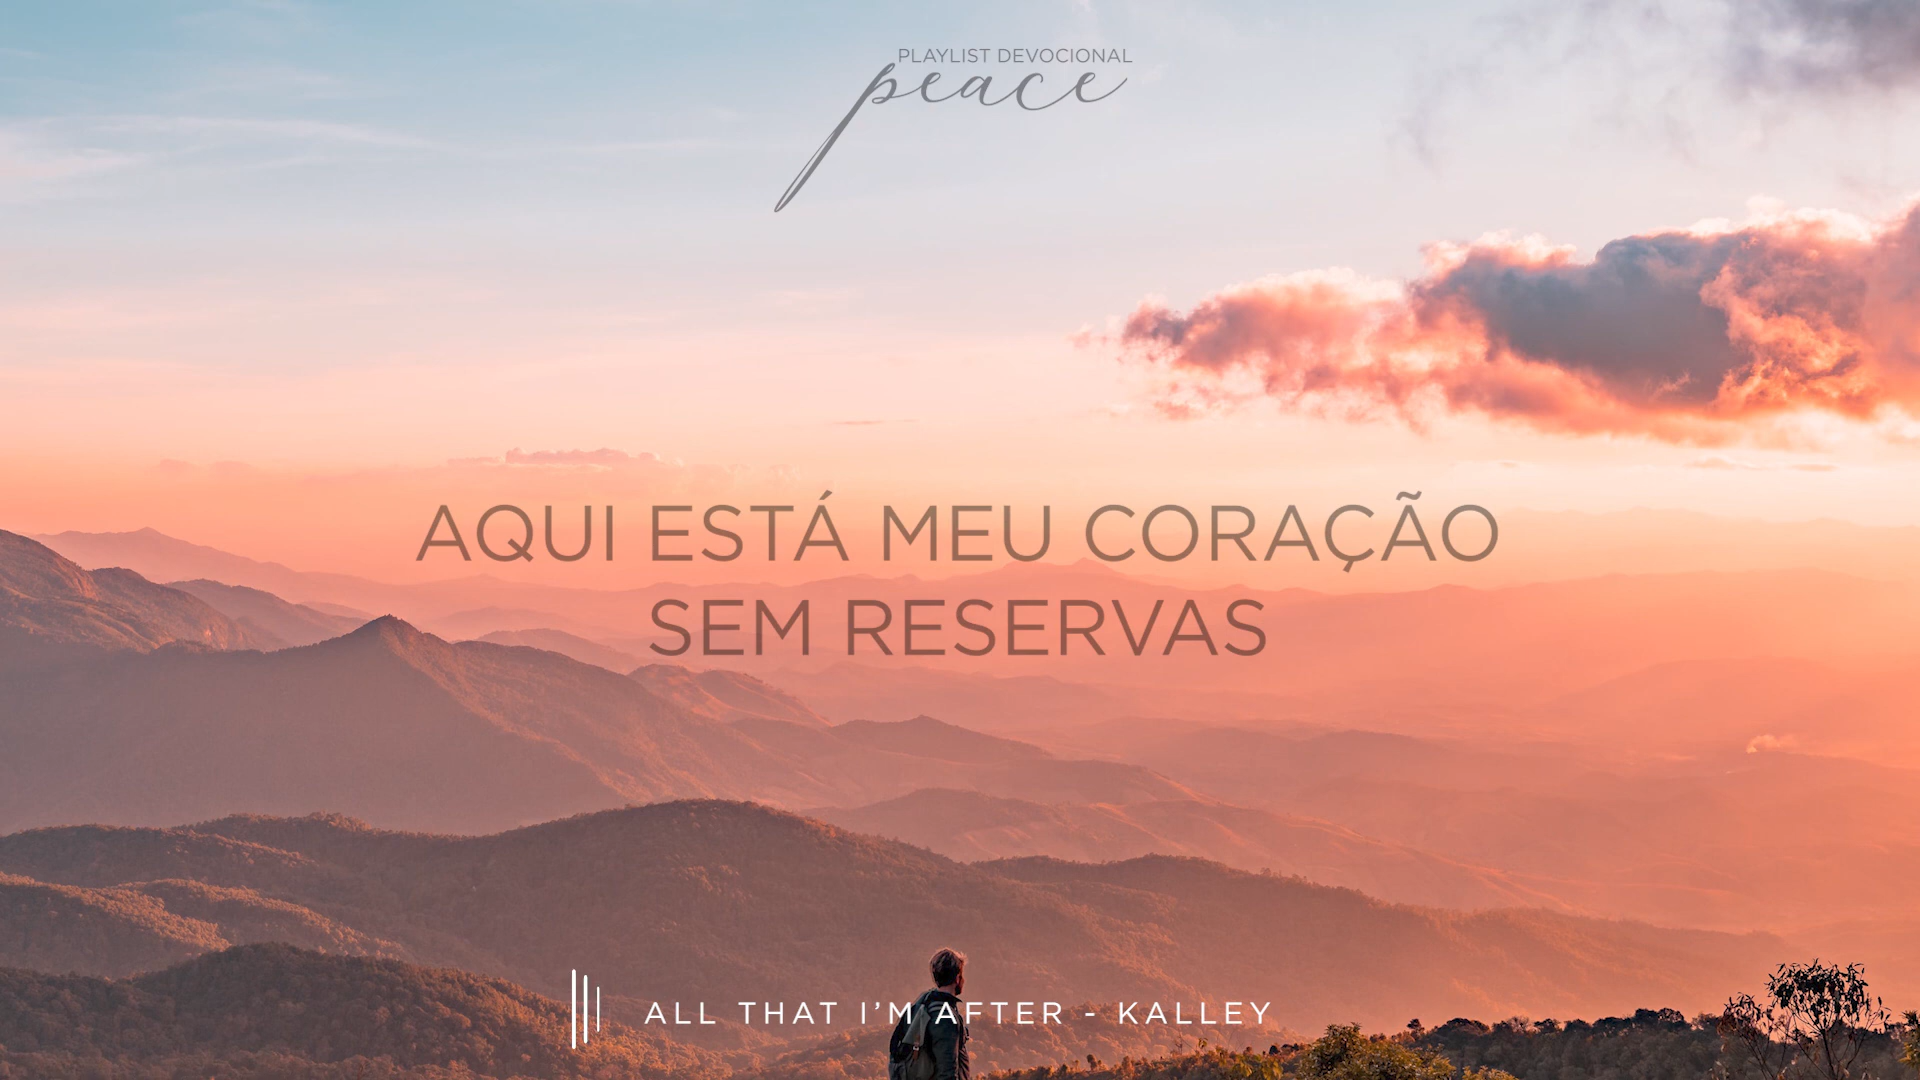 PLAYLIST DEVOCIONAL
peace
AQUI ESTÁ MEU CORAÇÃO
SEM RESERVAS
ALL THAT I'M AFTER - KALLEY